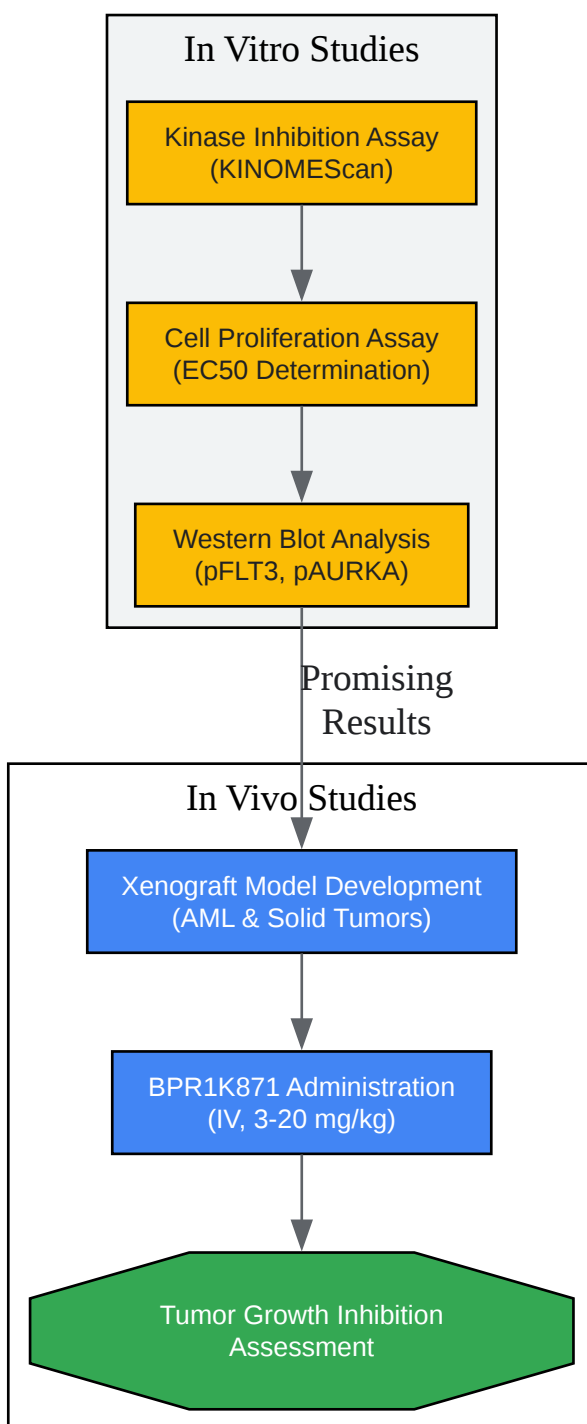 In Vitro Studies
Kinase Inhibition Assay
(KINOMEScan)
Cell Proliferation Assay
(EC50 Determination)
Western Blot Analysis
(pFLT3, pAURKA)
Promising
Results
In Vivo Studies
Xenograft Model Development
(AML & Solid Tumors)
BPR1K871 Administration
(IV, 3-20 mg/kg)
Tumor Growth Inhibition
Assessment